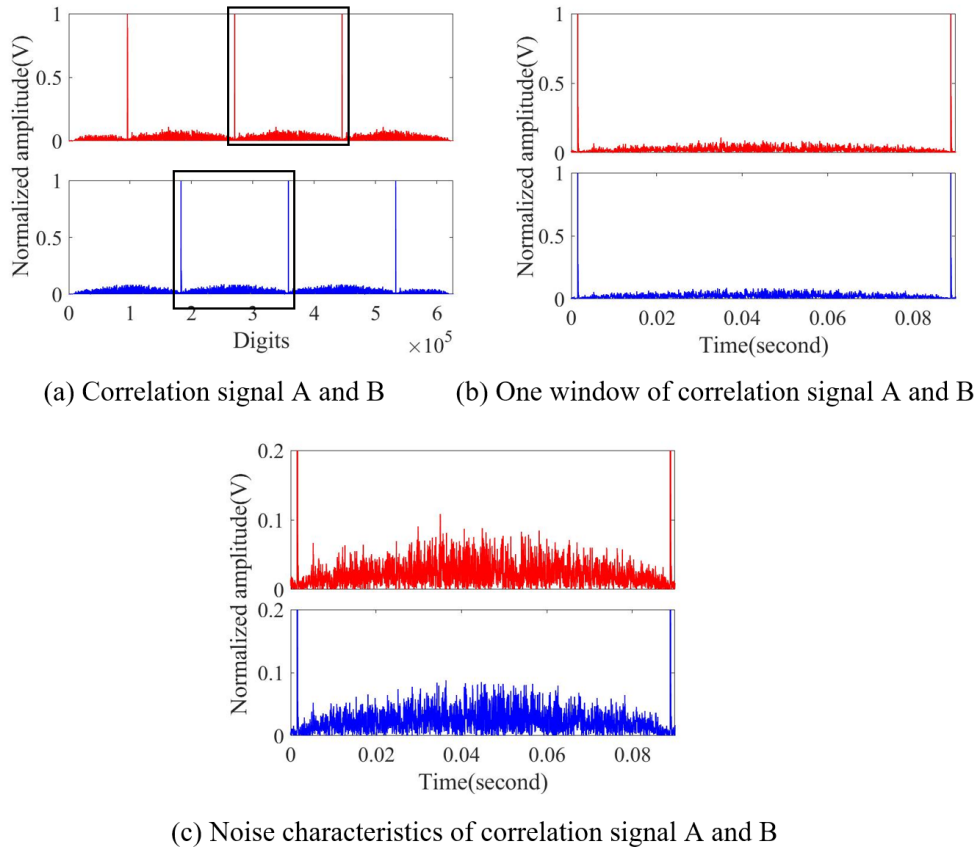 1
0.5
0
1
0.5
0
Normalized amplitude(V)
0 2 4 6
Digits ×10^5
(a) Correlation signal A and B
1
0.5
0
1
0.5
0
Normalized amplitude(V)
0 0.02 0.04 0.06 0.08
Time(second)
(b) One window of correlation signal A and B
0.2
0.1
0
0.2
0.1
0
Normalized amplitude(V)
0 0.02 0.04 0.06 0.08
Time(second)
(c) Noise characteristics of correlation signal A and B